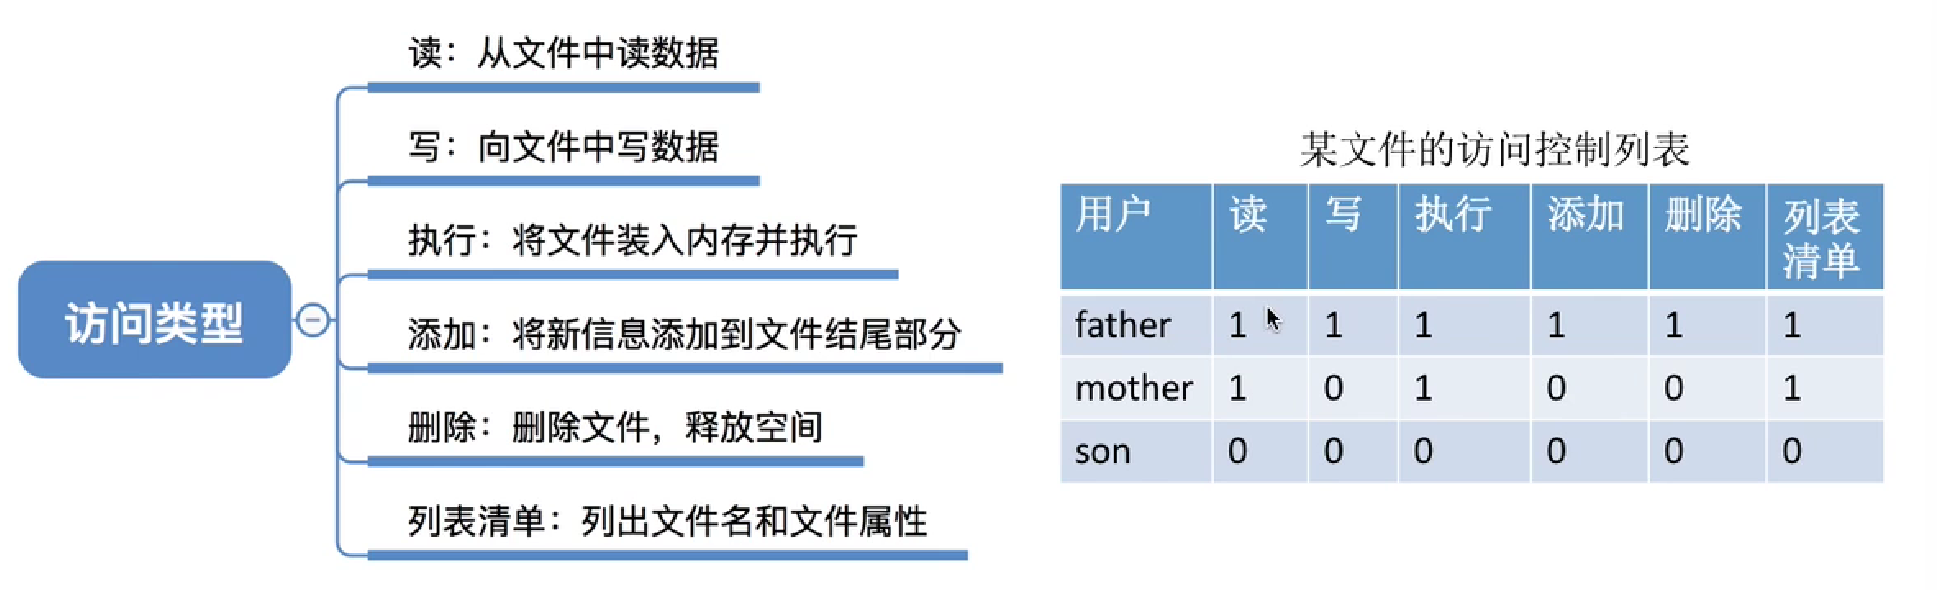 访问类型
读：从文件中读数据
写：向文件中写数据
执行：将文件装入内存并执行
添加：将新信息添加到文件结尾部分
删除：删除文件，释放空间
列表清单：列出文件名和文件属性
某文件的访问控制列表
用户 读 写 执行 添加 删除 列表
清单
father 1 1 1 1 1 1
mother 1 0 1 0 0 1
son 0 0 0 0 0 0